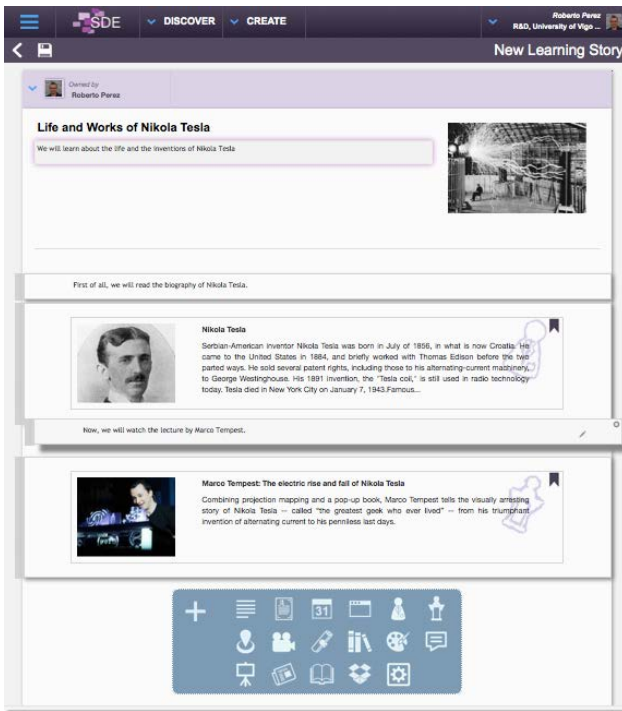 SDE
DISCOVER
CREATE
Roberto Perez
R&D, University of Vigo ...
New Learning Story
Owned by
Roberto Perez
Life and Works of Nikola Tesla
We will learn about the life and the inventions of Nikola Tesla
First of all, we will read the biography of Nikola Tesla.
Nikola Tesla
Serbian-American inventor Nikola Tesla was born in July of 1856, in what is now Croatia. He
came to the United States in 1884, and briefly worked with Thomas Edison before the two
parted ways. He sold several patent rights, including those to his alternating-current machinery,
to George Westinghouse. His 1891 invention, the "Tesla coil," is still used in radio technology
today. Tesla died in New York City on January 7, 1943.Famous...
Now, we will watch the lecture by Marco Tempest.
Marco Tempest: The electric rise and fall of Nikola Tesla
Combining projection mapping and a pop-up book, Marco Tempest tells the visually arresting
story of Nikola Tesla -- called "the greatest geek who ever lived" -- from his triumphant
invention of alternating current to his penniless last days.
31